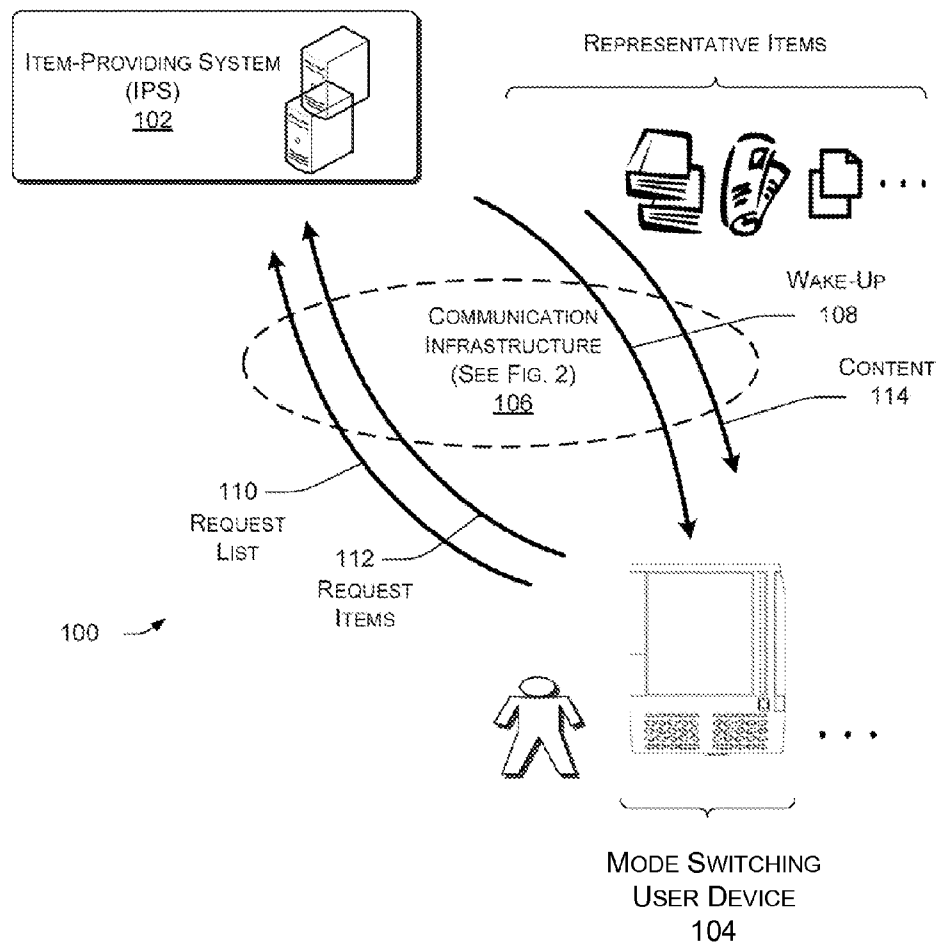 ITEM-PROVIDING SYSTEM
(IPS)
102
REPRESENTATIVE ITEMS
WAKE-UP
108
COMMUNICATION
INFRASTRUCTURE
(SEE FIG. 2)
106
CONTENT
114
110
REQUEST
LIST
112
REQUEST
ITEMS
100
MODE SWITCHING
USER DEVICE
104